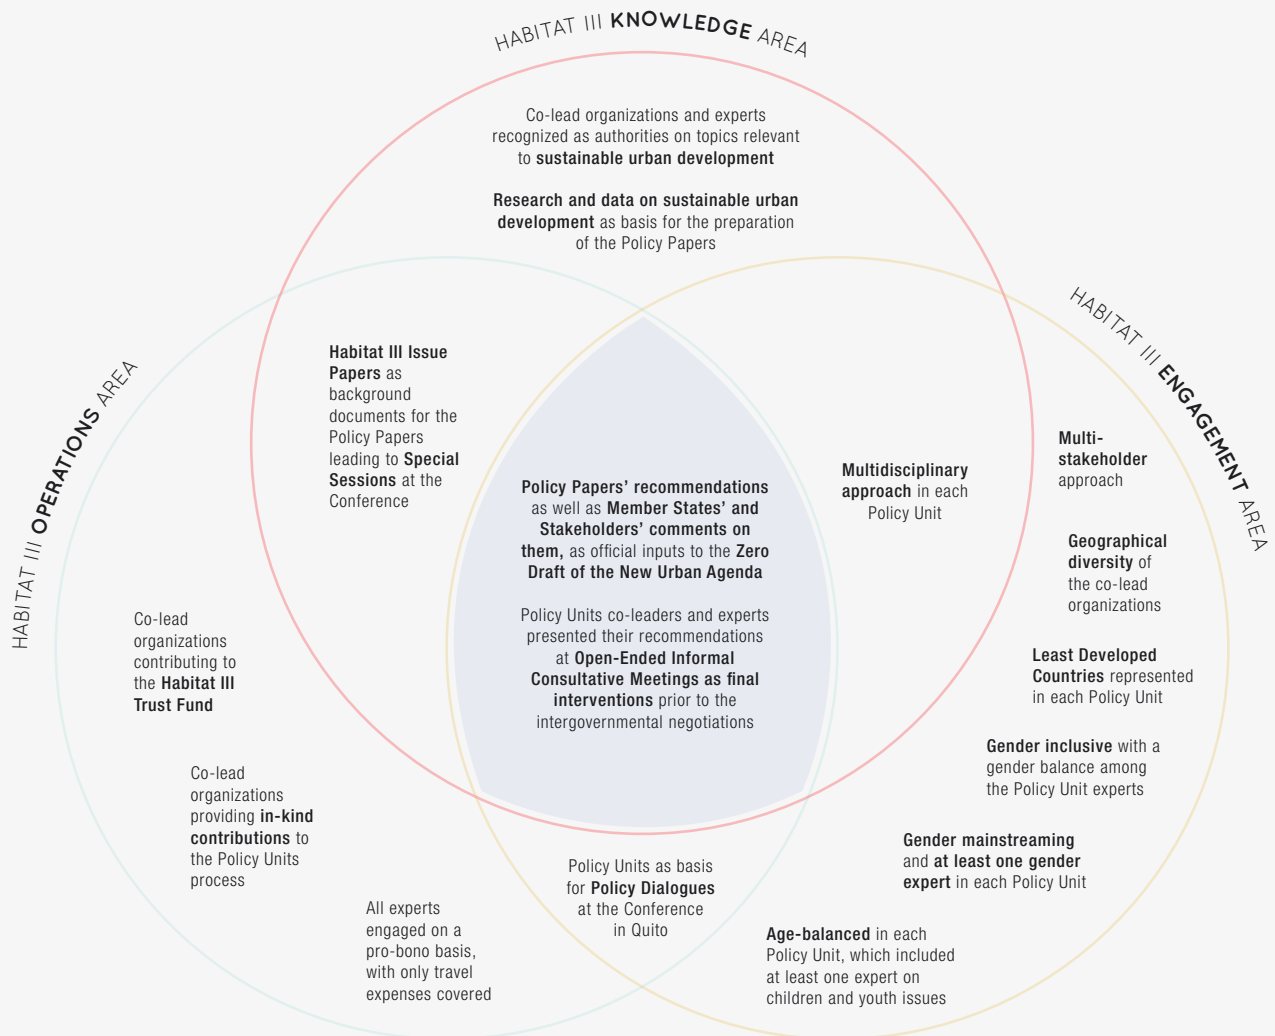 HABITAT III KNOWLEDGE AREA
Co-lead organizations and experts
recognized as authorities on topics relevant
to sustainable urban development
Research and data on sustainable urban
development as basis for the preparation
of the Policy Papers
HABITAT III OPERATIONS AREA
HABITAT III ENGAGEMENT AREA
Habitat III Issue
Papers as
background
documents for the
Policy Papers
leading to Special
Sessions at the
Conference
Policy Papers’ recommendations
as well as Member States’ and
Stakeholders’ comments on
them, as official inputs to the Zero
Draft of the New Urban Agenda
Policy Units co-leaders and experts
presented their recommendations
at Open-Ended Informal
Consultative Meetings as final
interventions prior to the
intergovernmental negotiations
Multidisciplinary
approach in each
Policy Unit
Multi-
stakeholder
approach
Geographical
diversity of
the co-lead
organizations
Least Developed
Countries represented
in each Policy Unit
Gender inclusive with a
gender balance among
the Policy Unit experts
Gender mainstreaming
and at least one gender
expert in each Policy Unit
Age-balanced in each
Policy Unit, which included
at least one expert on
children and youth issues
Co-lead
organizations
contributing to
the Habitat III
Trust Fund
Co-lead
organizations
providing in-kind
contributions to
the Policy Units
process
All experts
engaged on a
pro-bono basis,
with only travel
expenses covered
Policy Units as basis
for Policy Dialogues
at the Conference
in Quito